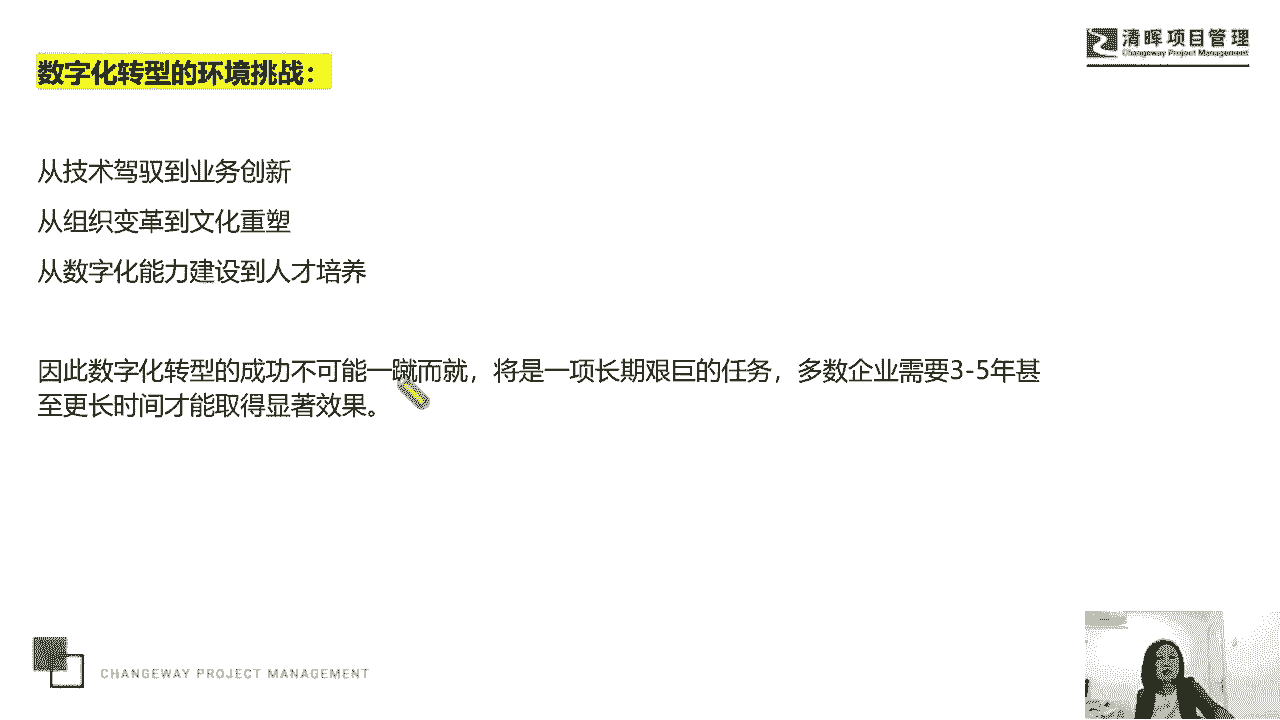 清晖项目管理
Changeway Project Management
数字化转型的环境挑战：
从技术驾驭到业务创新
从组织变革到文化重塑
从数字化能力建设到人才培养
因此数字化转型的成功不可能一蹴而就，将是一项长期艰巨的任务，多数企业需要3-5年甚
至更长时间才能取得显著效果。
CHANGEWAY PROJECT MANAGEMENT